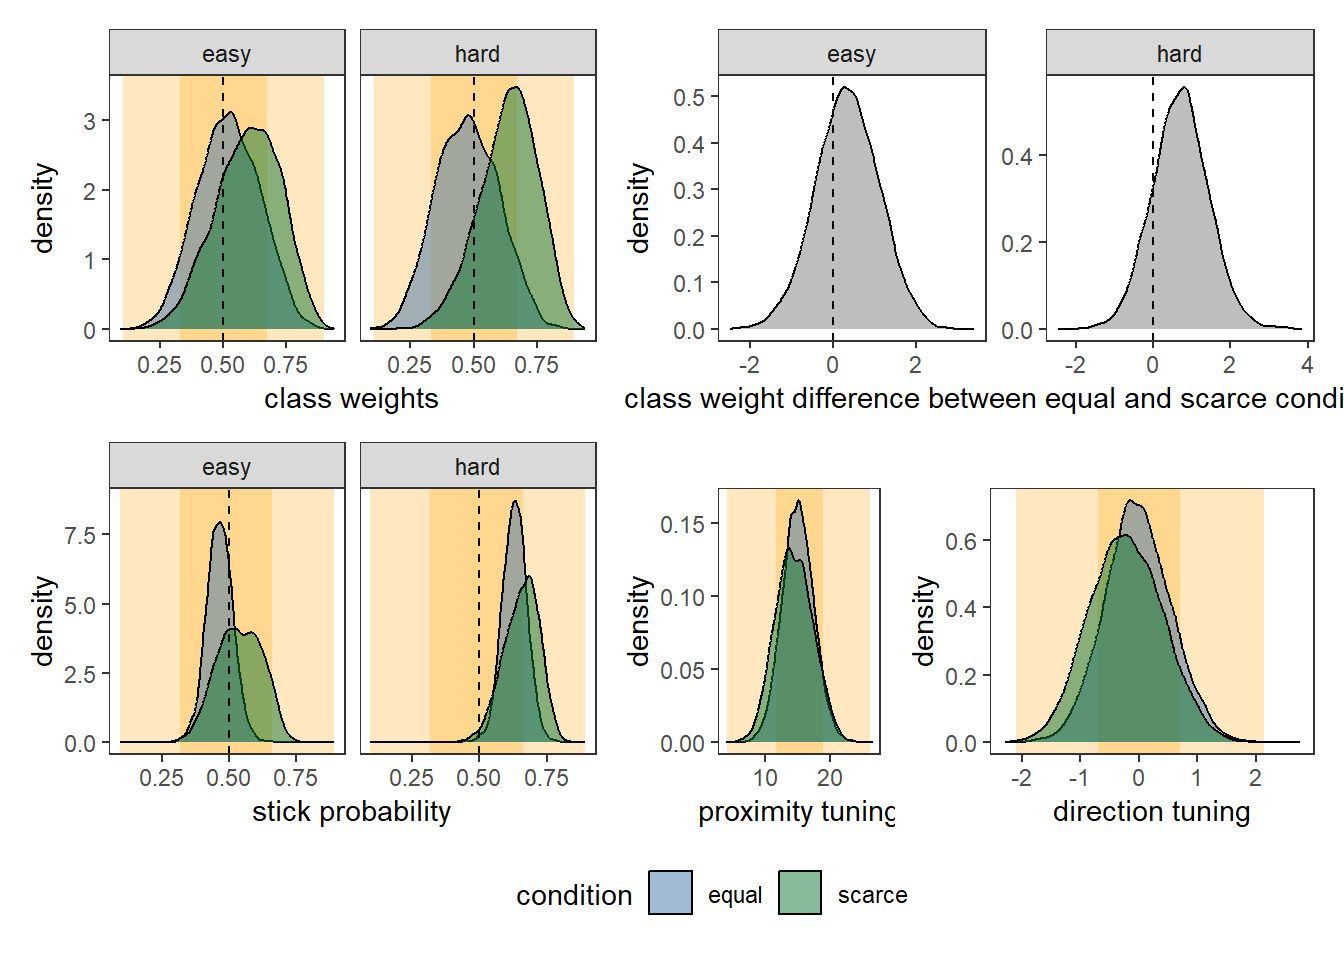 easy
hard
easy
hard
density
3
2
1
0
0.25 0.50 0.75
0.25 0.50 0.75
class weights
density
0.5
0.4
0.3
0.2
0.1
0.0
-2 0 2
0.4
0.2
0.0
-2 0 2 4
class weight difference between equal and scarce condi
easy
hard
density
7.5
5.0
2.5
0.0
0.25 0.50 0.75
0.25 0.50 0.75
stick probability
density
0.15
0.10
0.05
0.00
10 20
proximity tuning
density
0.6
0.4
0.2
0.0
-2 -1 0 1 2
direction tuning
condition equal scarce